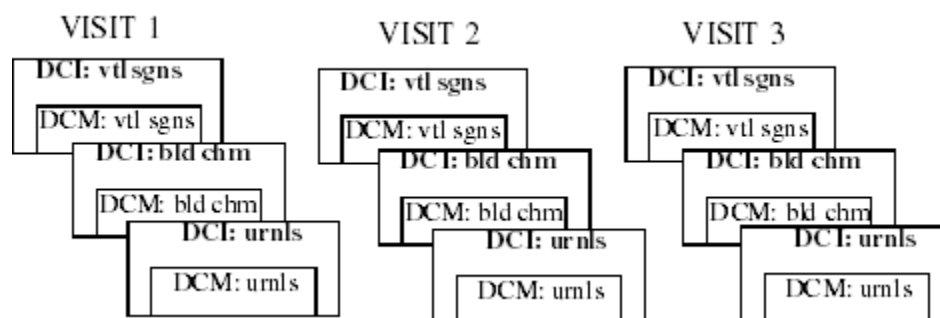 VISIT 1
DCI: vtl sgns
DCM: vtl sgns
DCI: bld chm
DCM: bld chm
DCI: urnls
DCM: urnls
VISIT 2
DCI: vtl sgns
DCM: vtl sgns
DCI: bld chm
DCM: bld chm
DCI: urnls
DCM: urnls
VISIT 3
DCI: vtl sgns
DCM: vtl sgns
DCI: bld chm
DCM: bld chm
DCI: urnls
DCM: urnls